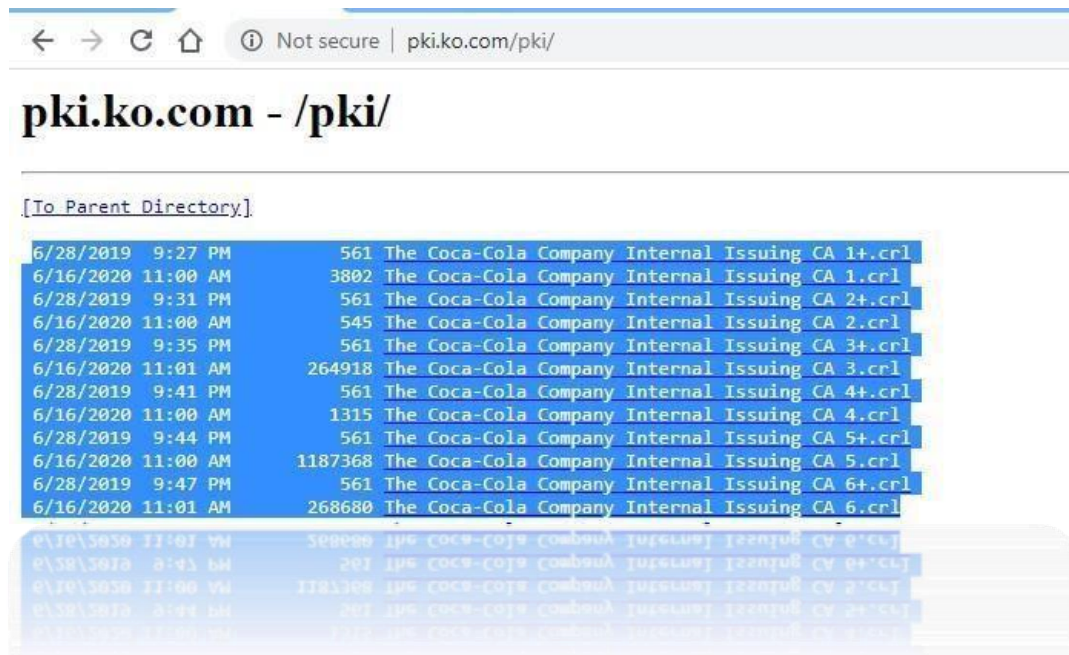 Not secure | pki.ko.com/pki/
pki.ko.com - /pki/
[To Parent Directory]
6/28/2019 9:27 PM 561 The Coca-Cola Company Internal Issuing CA 1+.crl
6/16/2020 11:00 AM 3802 The Coca-Cola Company Internal Issuing CA 1.crl
6/28/2019 9:31 PM 561 The Coca-Cola Company Internal Issuing CA 2+.crl
6/16/2020 11:00 AM 545 The Coca-Cola Company Internal Issuing CA 2.crl
6/28/2019 9:35 PM 561 The Coca-Cola Company Internal Issuing CA 3+.crl
6/16/2020 11:01 AM 264918 The Coca-Cola Company Internal Issuing CA 3.crl
6/28/2019 9:41 PM 561 The Coca-Cola Company Internal Issuing CA 4+.crl
6/16/2020 11:00 AM 1315 The Coca-Cola Company Internal Issuing CA 4.crl
6/28/2019 9:44 PM 561 The Coca-Cola Company Internal Issuing CA 5+.crl
6/16/2020 11:00 AM 1187368 The Coca-Cola Company Internal Issuing CA 5.crl
6/28/2019 9:47 PM 561 The Coca-Cola Company Internal Issuing CA 6+.crl
6/16/2020 11:01 AM 268680 The Coca-Cola Company Internal Issuing CA 6.crl